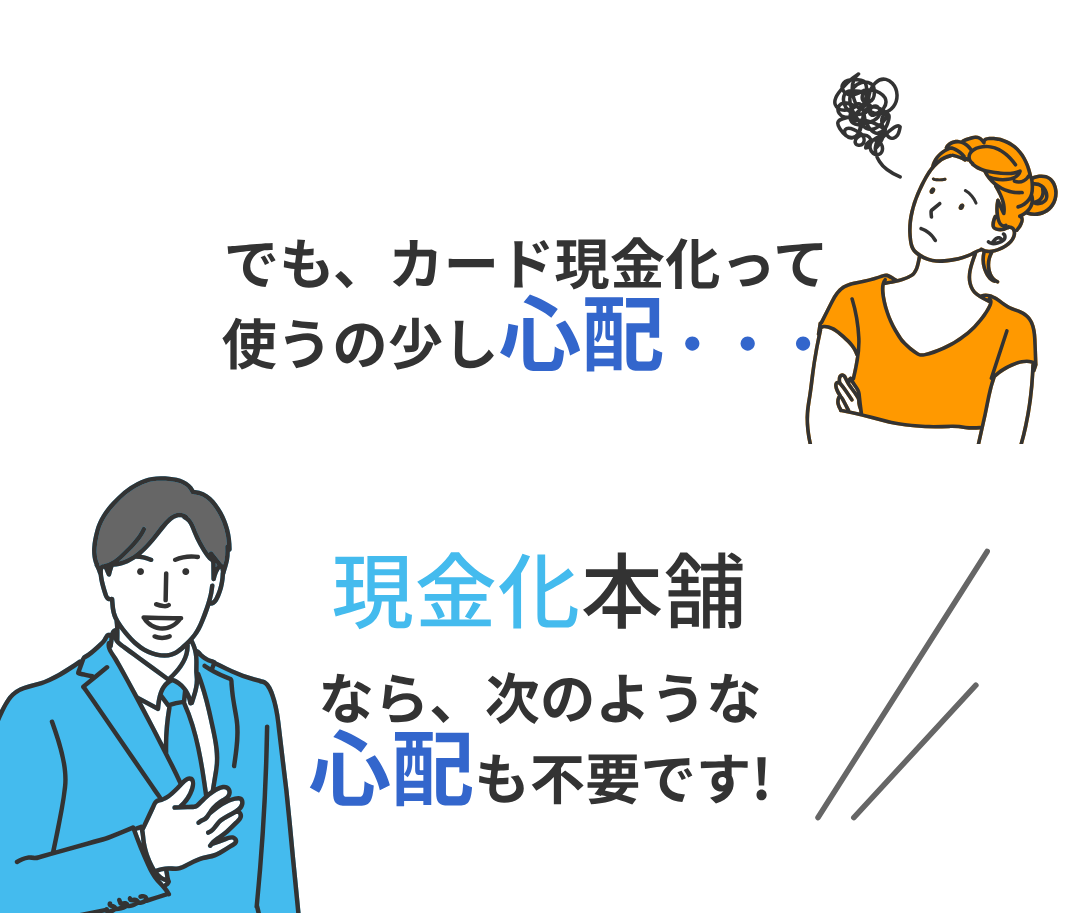 でも、カード現金化って
使うの少し心配・・・
現金化本舗
なら、次のような
心配も不要です!